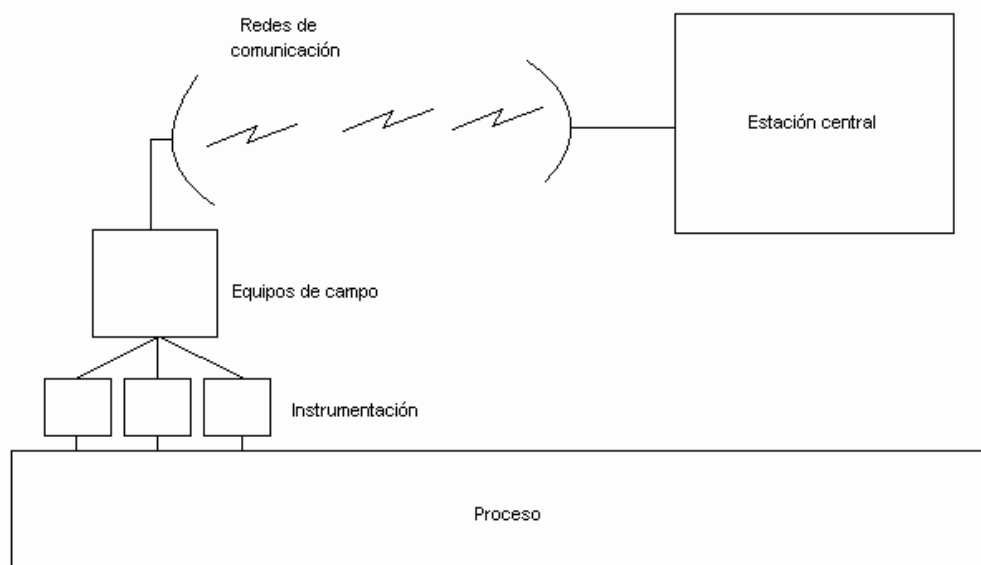 Redes de
comunicación
Estación central
Equipos de campo
Instrumentación
Proceso